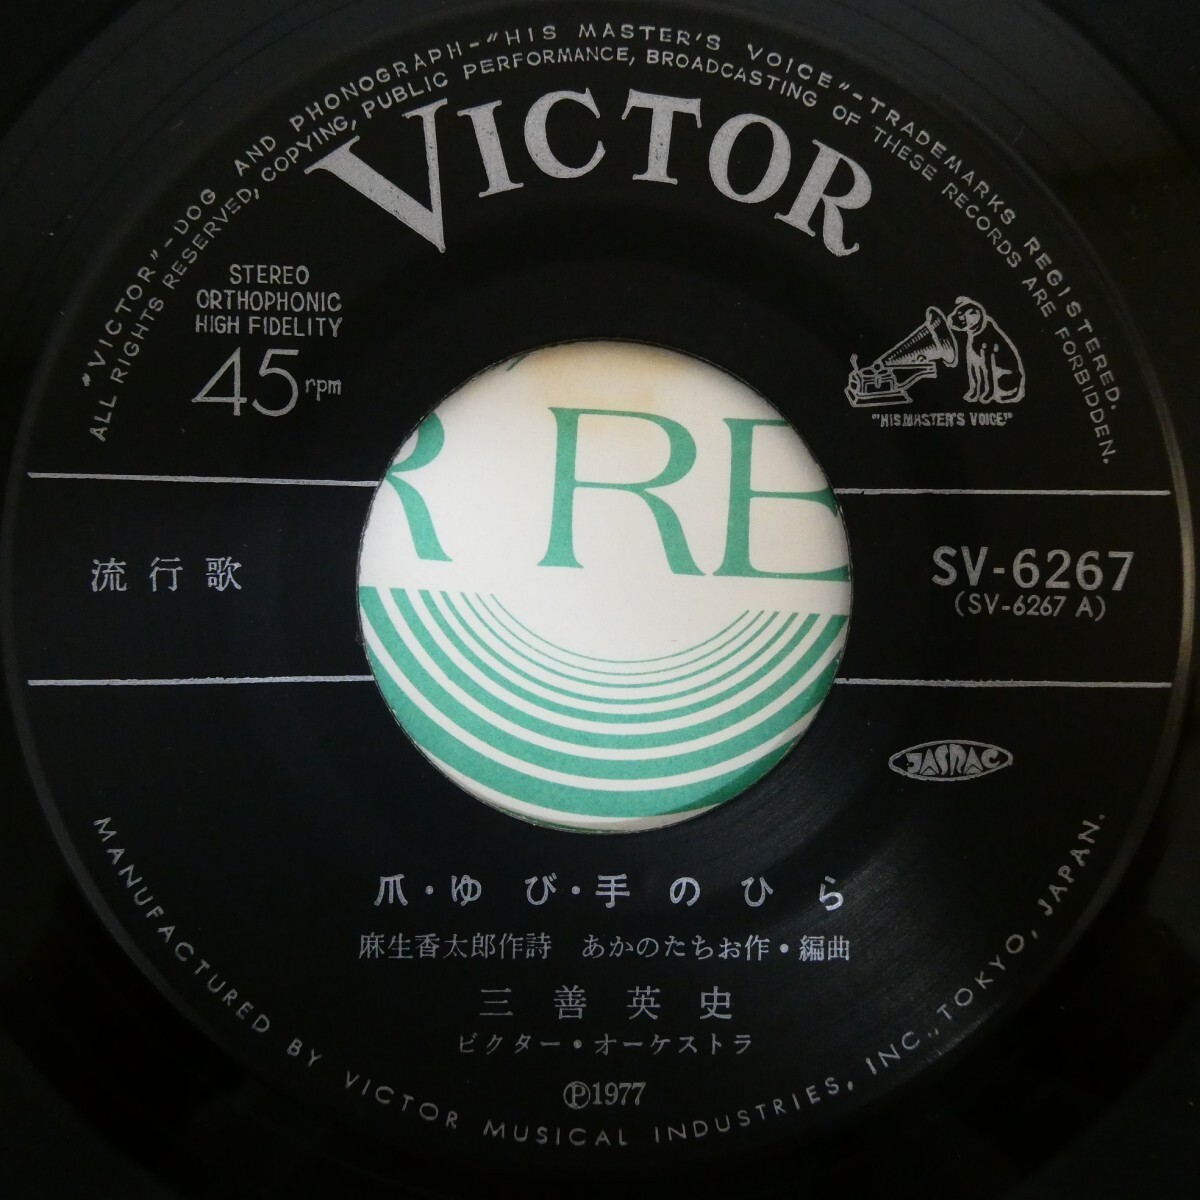 "VICTOR"-DOG AND PHONOGRAPH-"HIS MASTER'S VOICE"-TRADEMARKS REGISTERED.
ALL RIGHTS RESERVED, COPYING, PUBLIC PERFORMANCE, BROADCASTING OF THESE RECORDS ARE FORBIDDEN.
VICTOR
STEREO
ORTHOPHONIC
HIGH FIDELITY
45rpm
"HIS MASTER'S VOICE"
R RE
流行歌
SV-6267
(SV-6267 A)
JASRAC
爪・ゆび・手のひら
麻生香太郎作詩 あかのたちお作・編曲
三善英史
ビクター・オーケストラ
Ⓟ1977
MANUFACTURED BY VICTOR MUSICAL INDUSTRIES, INC., TOKYO, JAPAN.